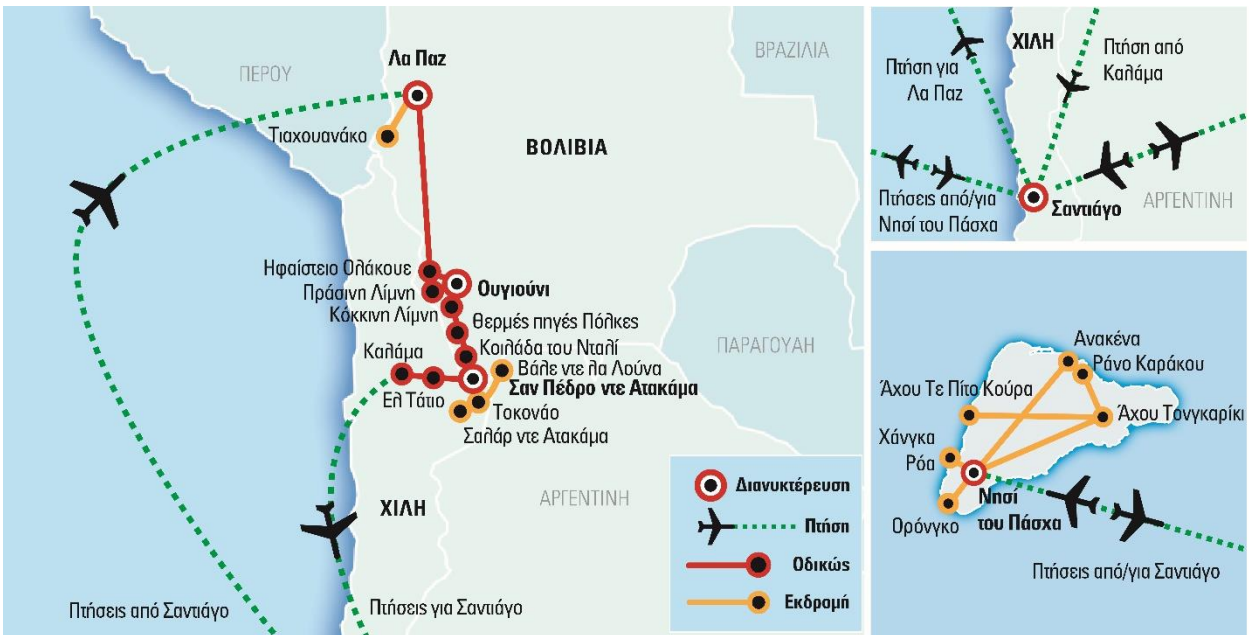 ΠΕΡΟΥ
Λα Παz
ΒΡΑΖΙΛΙΑ
Τιαχουανάκο
ΒΟΛΙΒΙΑ
Ηφαίστειο Ολάκουε
Πράσινη Λίμνη
Κόκκινη Λίμνη
Ουγιούνι
Θερμές πηγές Πόλκες
Κοιλάδα του Νταλί
Καλάμα
Βάλε ντε λα Λούνα
Σαν Πέδρο ντε Ατακάμα
Ελ Τάτιο
Τοκονάο
Σαλάρ ντε Ατακάμα
ΠΑΡΑΓΟΥΑΗ
ΧΙΛΗ
ΑΡΓΕΝΤΙΝΗ
Πτήσεις από Σαντιάγο
Πτήσεις για Σαντιάγο
Διανυκτέρευση
Πτήση
Οδικώς
Εκδρομή
ΧΙΛΗ
Πτήση για
Λα Παz
Πτήση από
Καλάμα
Πτήσεις από/για
Νησί του Πάσχα
Σαντιάγο
ΑΡΓΕΝΤΙΝΗ
Ανακένα
Ράνο Καράκου
Άχου Τε Πίτο Κούρα
Άχου Τονγκαρίκι
Χάνγκα
Ρόα
Νησί
του Πάσχα
Ορόνγκο
Πτήσεις από/για Σαντιάγο